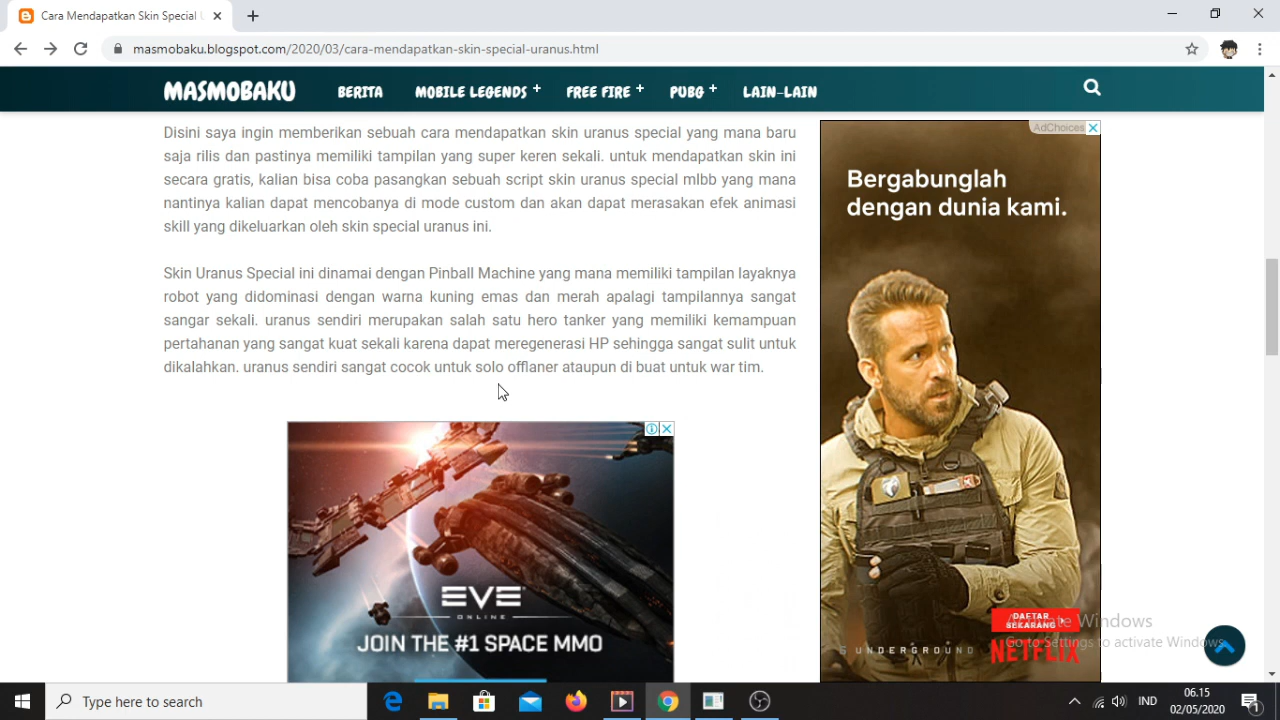 Cara Mendapatkan Skin Special U
masmobaku.blogspot.com/2020/03/cara-mendapatkan-skin-special-uranus.html
MASMOBAKU
BERITA
MOBILE LEGENDS +
FREE FIRE +
PUBG +
LAIN-LAIN
Disini saya ingin memberikan sebuah cara mendapatkan skin uranus special yang mana baru
saja rilis dan pastinya memiliki tampilan yang super keren sekali. untuk mendapatkan skin ini
secara gratis, kalian bisa coba pasangkan sebuah script skin uranus special mlbb yang mana
nantinya kalian dapat mencobanya di mode custom dan akan dapat merasakan efek animasi
skill yang dikeluarkan oleh skin special uranus ini.
Skin Uranus Special ini dinamai dengan Pinball Machine yang mana memiliki tampilan layaknya
robot yang didominasi dengan warna kuning emas dan merah apalagi tampilannya sangat
sangar sekali. uranus sendiri merupakan salah satu hero tanker yang memiliki kemampuan
pertahanan yang sangat kuat sekali karena dapat meregenerasi HP sehingga sangat sulit untuk
dikalahkan. uranus sendiri sangat cocok untuk solo offlaner ataupun di buat untuk war tim.
EVE
ONLINE
JOIN THE #1 SPACE MMO
AdChoices
Bergabunglah
dengan dunia kami.
DAFTAR
SEKARANG
6 UNDERGROUND
NETFLIX
Activate Windows
Go to Settings to activate Windows.
Type here to search
IND
06.15
02/05/2020
1